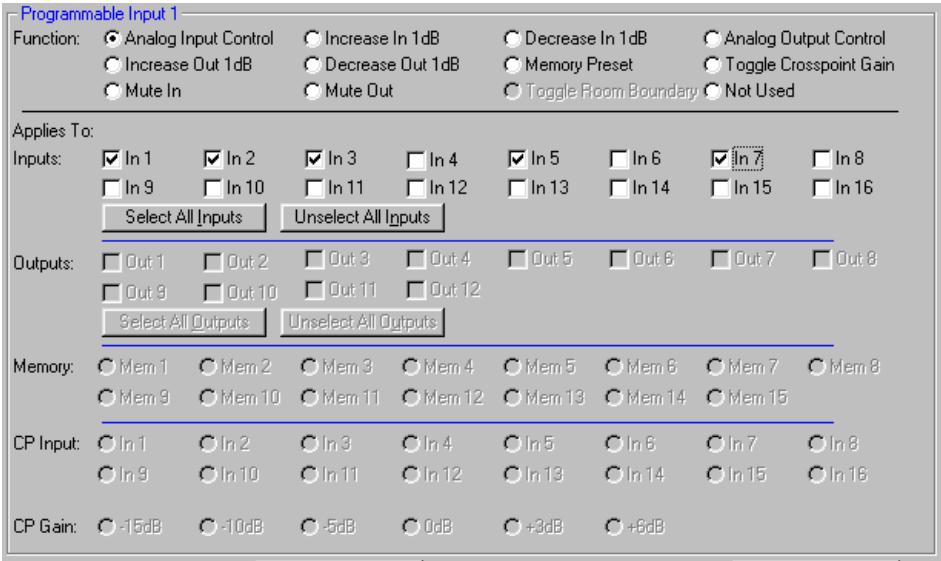 Programmable Input 1
Function: Analog Input Control Increase In 1dB Decrease In 1dB Analog Output Control
Increase Out 1dB Decrease Out 1dB Memory Preset Toggle Crosspoint Gain
Mute In Mute Out Toggle Room Boundary Not Used
Applies To:
Inputs: In 1 In 2 In 3 In 4 In 5 In 6 In 7 In 8
In 9 In 10 In 11 In 12 In 13 In 14 In 15 In 16
Select All Inputs Unselect All Inputs
Outputs: Out 1 Out 2 Out 3 Out 4 Out 5 Out 6 Out 7 Out 8
Out 9 Out 10 Out 11 Out 12
Select All Outputs Unselect All Outputs
Memory: Mem 1 Mem 2 Mem 3 Mem 4 Mem 5 Mem 6 Mem 7 Mem 8
Mem 9 Mem 10 Mem 11 Mem 12 Mem 13 Mem 14 Mem 15
CP Input: In 1 In 2 In 3 In 4 In 5 In 6 In 7 In 8
In 9 In 10 In 11 In 12 In 13 In 14 In 15 In 16
CP Gain: -15dB -10dB -5dB 0dB +3dB +6dB